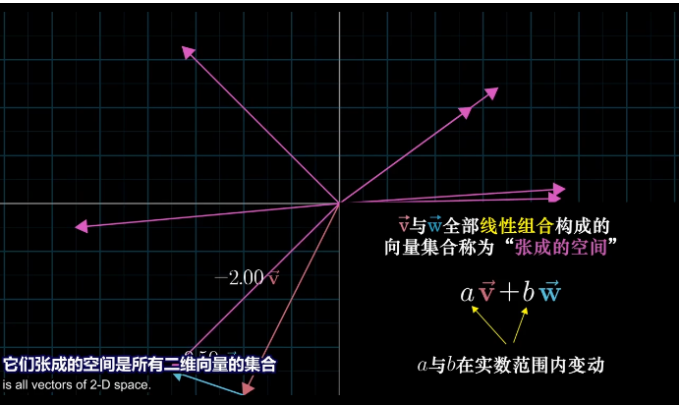 v⃗与w⃗全部线性组合构成的
向量集合称为“张成的空间”
−2.00 v⃗
av⃗+bw⃗
它们张成的空间是所有二维向量的集合
is all vectors of 2-D space.
a与b在实数范围内变动